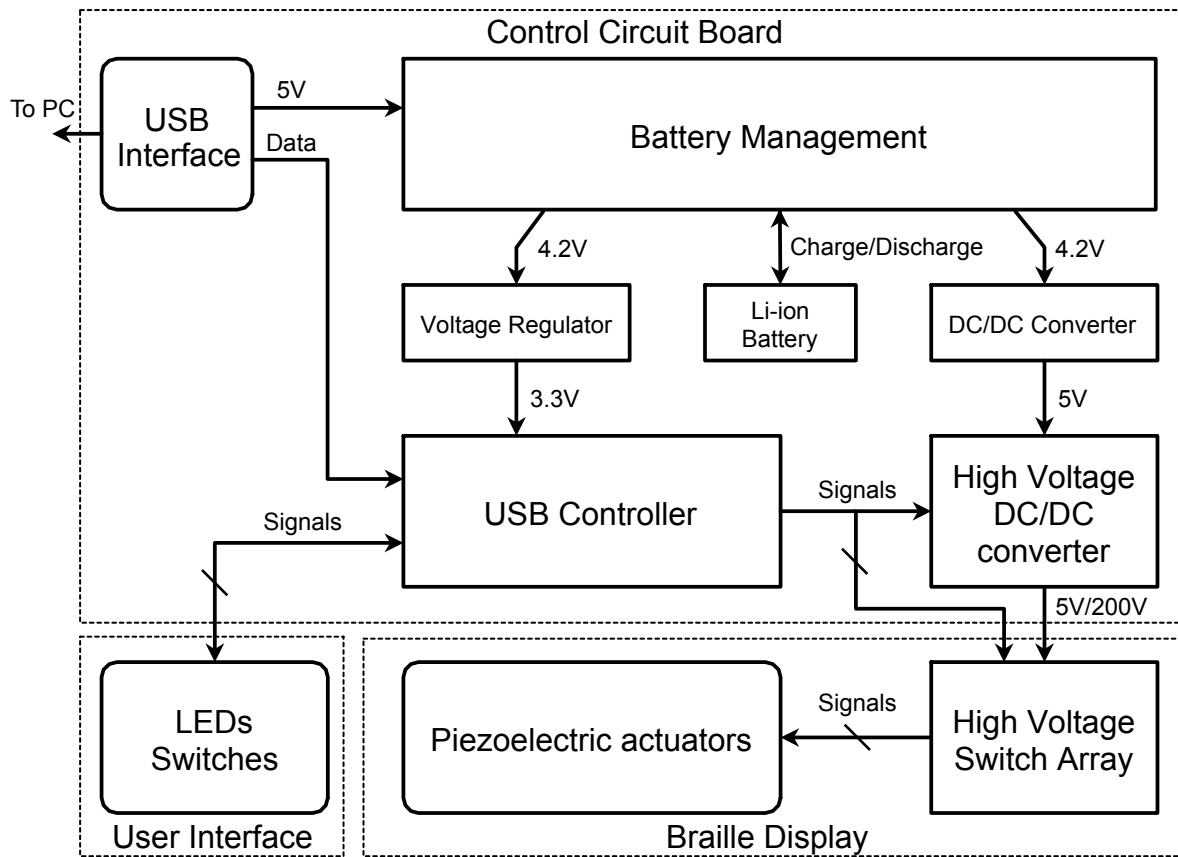 Control Circuit Board
To PC
USB
Interface
5V
Data
Battery Management
4.2V
Charge/Discharge
4.2V
Voltage Regulator
Li-ion
Battery
DC/DC Converter
3.3V
5V
Signals
USB Controller
Signals
High Voltage
DC/DC
converter
5V/200V
LEDs
Switches
User Interface
Piezoelectric actuators
Signals
High Voltage
Switch Array
Braille Display